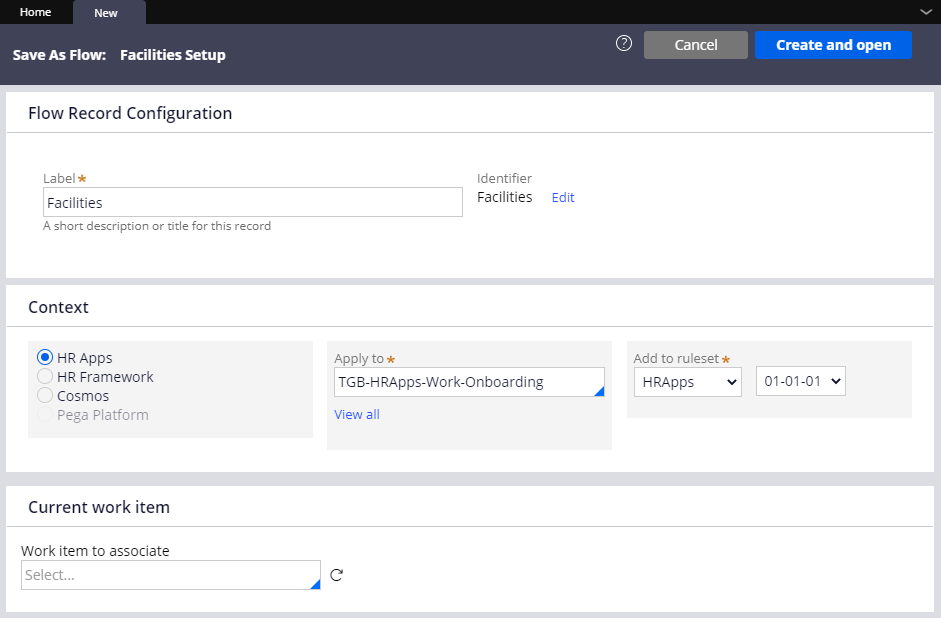 Home New
Save As Flow: Facilities Setup ? Cancel Create and open
Flow Record Configuration
Label * Identifier
Facilities Facilities Edit
A short description or title for this record
Context
HR Apps
HR Framework
Cosmos
Pega Platform
Apply to *
TGB-HRApps-Work-Onboarding
View all
Add to ruleset *
HRApps 01-01-01
Current work item
Work item to associate
Select...